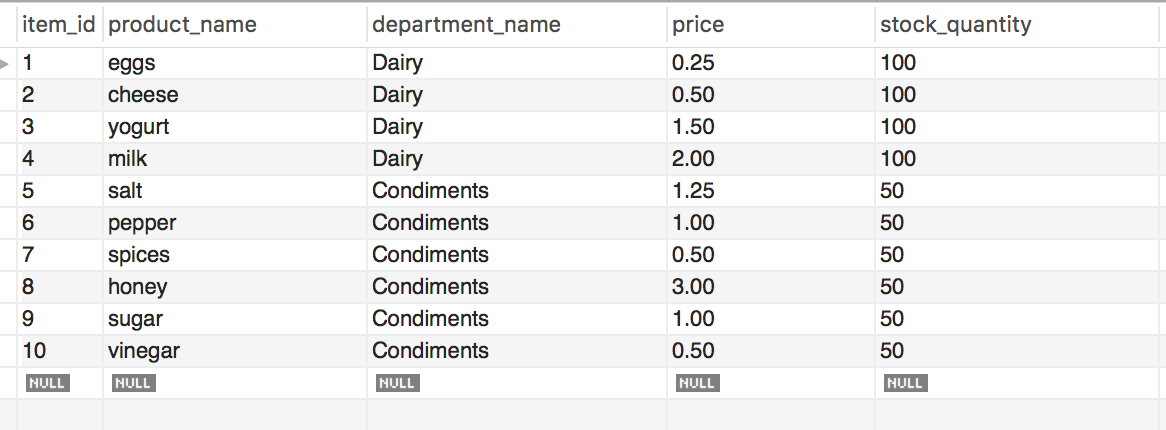 item_id product_name department_name price stock_quantity
1 eggs Dairy 0.25 100
2 cheese Dairy 0.50 100
3 yogurt Dairy 1.50 100
4 milk Dairy 2.00 100
5 salt Condiments 1.25 50
6 pepper Condiments 1.00 50
7 spices Condiments 0.50 50
8 honey Condiments 3.00 50
9 sugar Condiments 1.00 50
10 vinegar Condiments 0.50 50
NULL NULL NULL NULL NULL